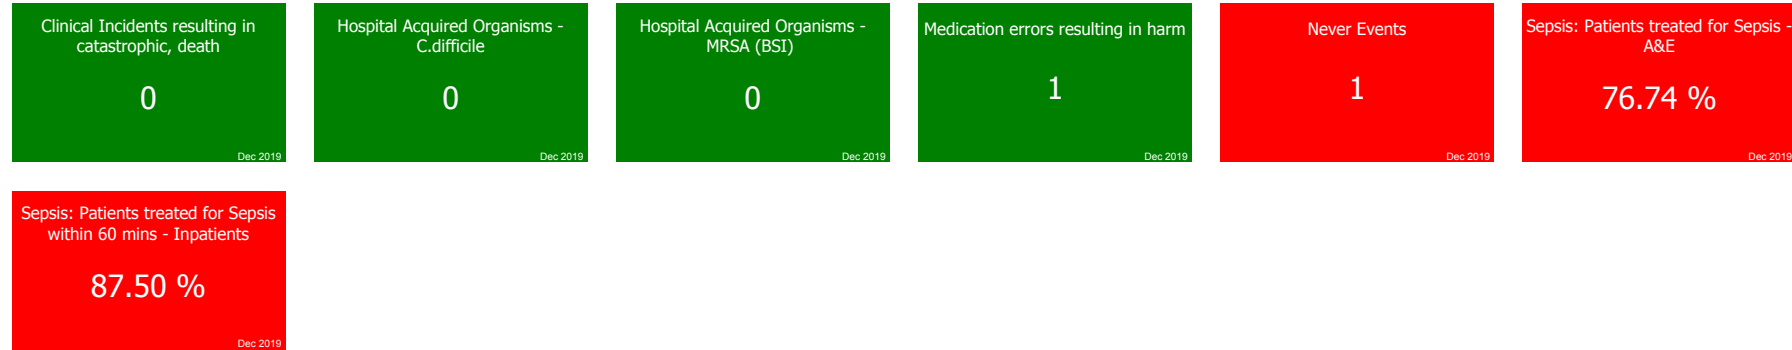 Clinical Incidents resulting in
catastrophic, death
0
Dec 2019
Hospital Acquired Organisms -
C.difficile
0
Dec 2019
Hospital Acquired Organisms -
MRSA (BSI)
0
Dec 2019
Medication errors resulting in harm
1
Dec 2019
Never Events
1
Dec 2019
Sepsis: Patients treated for Sepsis -
A&E
76.74 %
Dec 2019
Sepsis: Patients treated for Sepsis
within 60 mins - Inpatients
87.50 %
Dec 2019